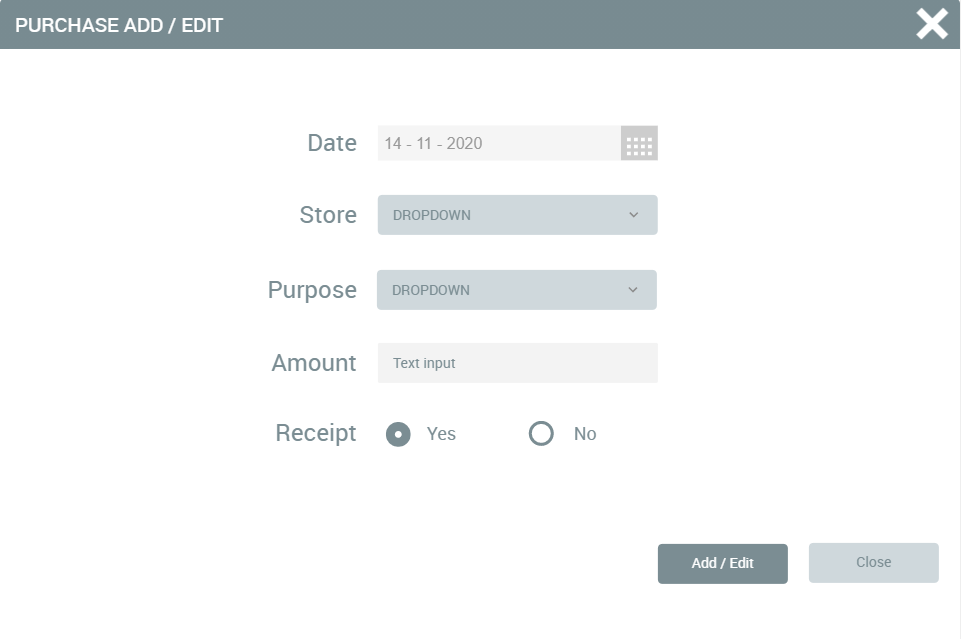 PURCHASE ADD / EDIT
Date 14 - 11 - 2020
Store DROPDOWN
Purpose DROPDOWN
Amount Text input
Receipt Yes No
Add / Edit Close